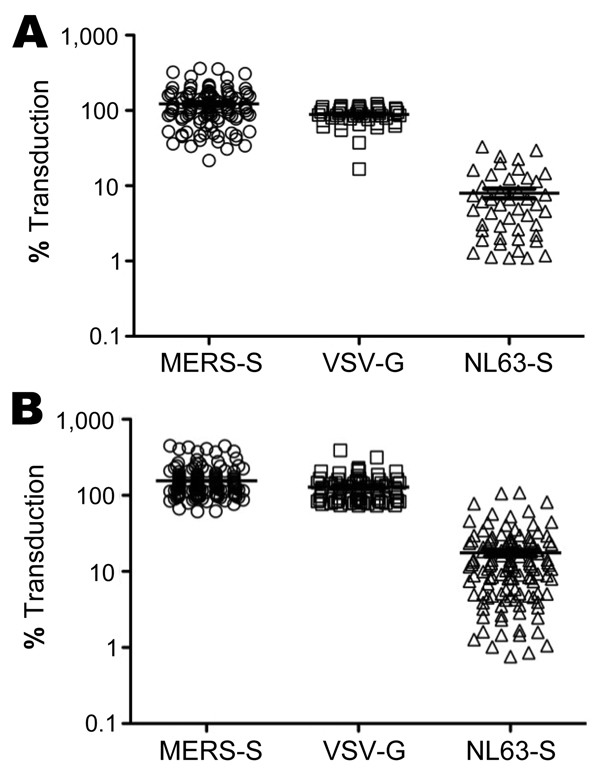 A
1,000
100
10
1
0.1
% Transduction
MERS-S VSV-G NL63-S
B
1,000
100
10
1
0.1
% Transduction
MERS-S VSV-G NL63-S